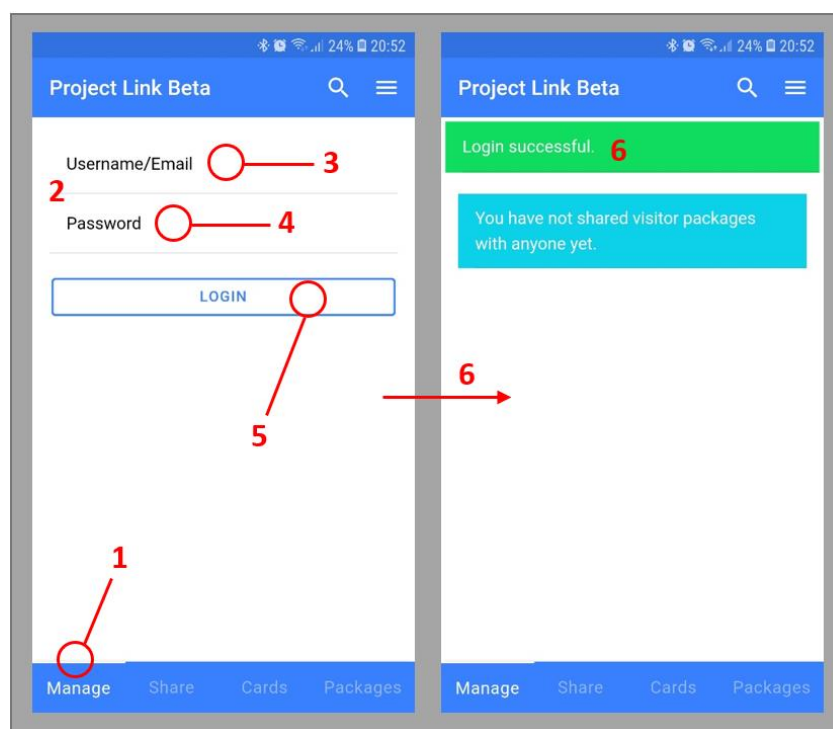 24% 20:52
Project Link Beta
Username/Email
3
2
Password
4
LOGIN
5
1
Manage Share Cards Packages
6
24% 20:52
Project Link Beta
Login successful. 6
You have not shared visitor packages
with anyone yet.
Manage Share Cards Packages